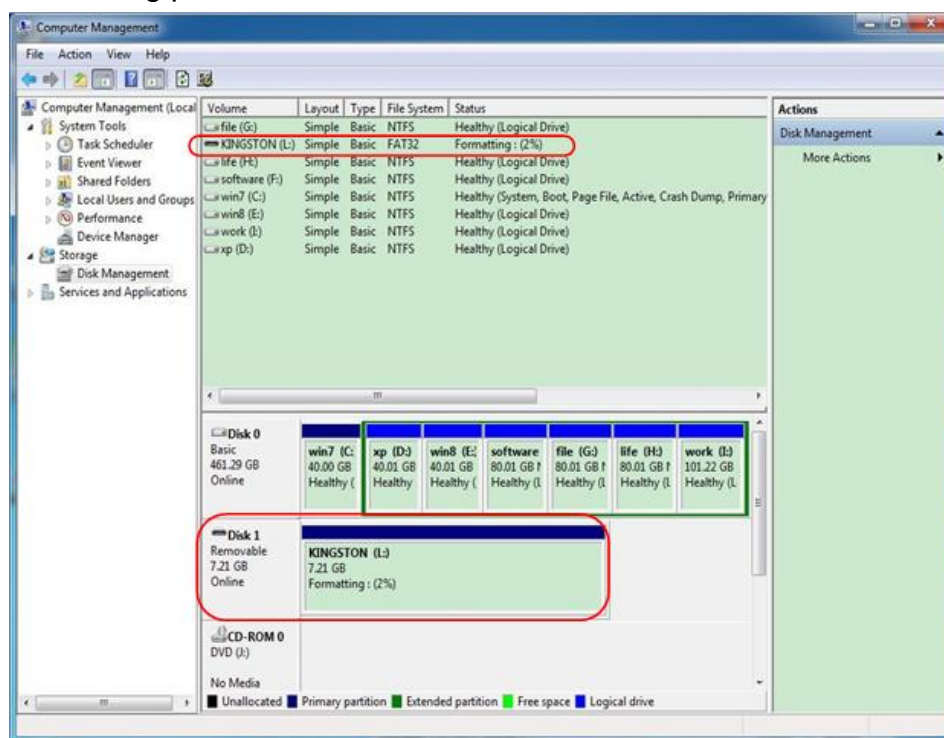 Computer Management
File Action View Help
Computer Management (Local
System Tools
Task Scheduler
Event Viewer
Shared Folders
Local Users and Groups
Performance
Device Manager
Storage
Disk Management
Services and Applications
Volume Layout Type File System Status
file (G:) Simple Basic NTFS Healthy (Logical Drive)
KINGSTON (L:) Simple Basic FAT32 Formatting : (2%)
life (H:) Simple Basic NTFS Healthy (Logical Drive)
software (F:) Simple Basic NTFS Healthy (Logical Drive)
win7 (C:) Simple Basic NTFS Healthy (System, Boot, Page File, Active, Crash Dump, Primary
win8 (E:) Simple Basic NTFS Healthy (Logical Drive)
work (I:) Simple Basic NTFS Healthy (Logical Drive)
xp (D:) Simple Basic NTFS Healthy (Logical Drive)
Actions
Disk Management
More Actions
Disk 0
Basic
461.29 GB
Online
win7 (C:
40.00 GB
Healthy (
xp (D:)
40.01 GB
Healthy
win8 (E:
40.01 GB
Healthy (
software
80.01 GB
Healthy (L
file (G:)
80.01 GB
Healthy (L
life (H:)
80.01 GB
Healthy (L
work (I:)
101.22 GB
Healthy (L
Disk 1
Removable
7.21 GB
Online
KINGSTON (L:)
7.21 GB
Formatting : (2%)
CD-ROM 0
DVD (J:)
No Media
Unallocated Primary partition Extended partition Free space Logical drive